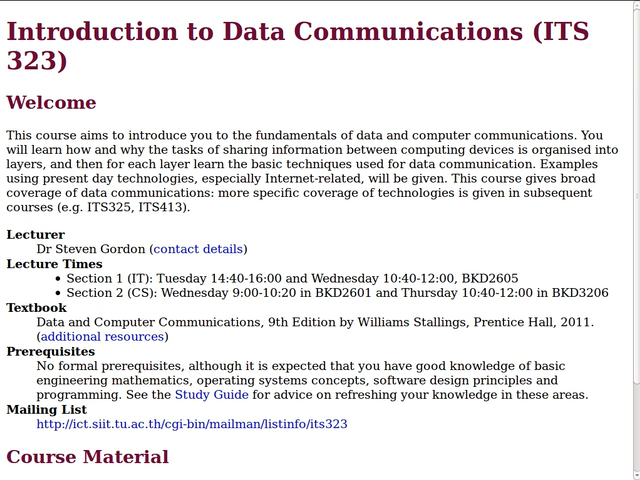 Introduction to Data Communications (ITS
323)
Welcome
This course aims to introduce you to the fundamentals of data and computer communications. You
will learn how and why the tasks of sharing information between computing devices is organised into
layers, and then for each layer learn the basic techniques used for data communication. Examples
using present day technologies, especially Internet-related, will be given. This course gives broad
coverage of data communications: more specific coverage of technologies is given in subsequent
courses (e.g. ITS325, ITS413).
Lecturer
Dr Steven Gordon (contact details)
Lecture Times
• Section 1 (IT): Tuesday 14:40-16:00 and Wednesday 10:40-12:00, BKD2605
• Section 2 (CS): Wednesday 9:00-10:20 in BKD2601 and Thursday 10:40-12:00 in BKD3206
Textbook
Data and Computer Communications, 9th Edition by Williams Stallings, Prentice Hall, 2011.
(additional resources)
Prerequisites
No formal prerequisites, although it is expected that you have good knowledge of basic
engineering mathematics, operating systems concepts, software design principles and
programming. See the Study Guide for advice on refreshing your knowledge in these areas.
Mailing List
http://ict.siit.tu.ac.th/cgi-bin/mailman/listinfo/its323
Course Material